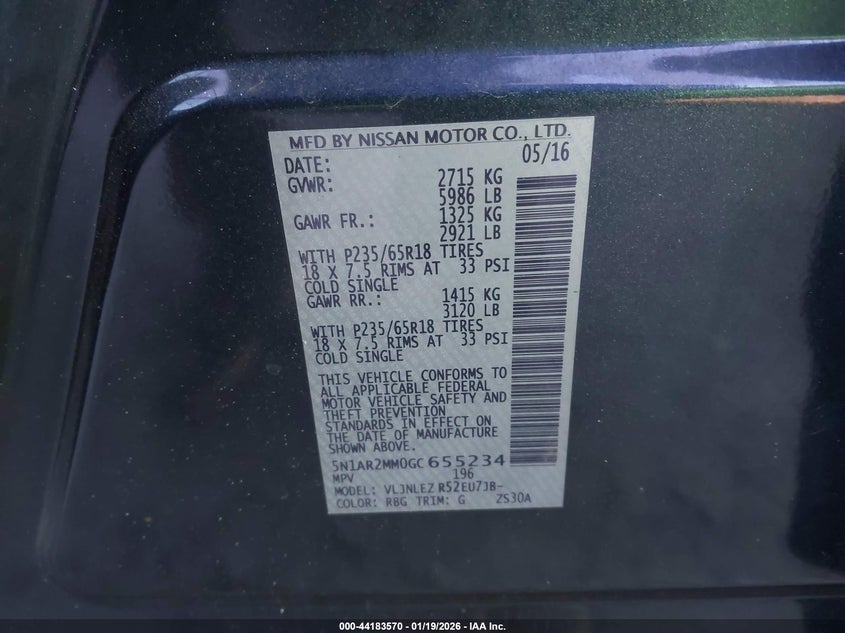 MFD BY NISSAN MOTOR CO., LTD.
DATE: 05/16
GVWR: 2715 KG
5986 LB
GAWR FR.: 1325 KG
2921 LB
WITH P235/65R18 TIRES
18 X 7.5 RIMS AT 33 PSI
COLD SINGLE
GAWR RR.: 1415 KG
3120 LB
WITH P235/65R18 TIRES
18 X 7.5 RIMS AT 33 PSI
COLD SINGLE
THIS VEHICLE CONFORMS TO
ALL APPLICABLE FEDERAL
MOTOR VEHICLE SAFETY AND
THEFT PREVENTION
STANDARDS IN EFFECT ON
THE DATE OF MANUFACTURE
SHOWN ABOVE.
5N1AR2MM0GC655234
MPV 196
MODEL: VLJNLEZ R52EU7JB-
COLOR: RBG TRIM: G ZS30A
000-44183570 | 01/19/2026 - IAA Inc.